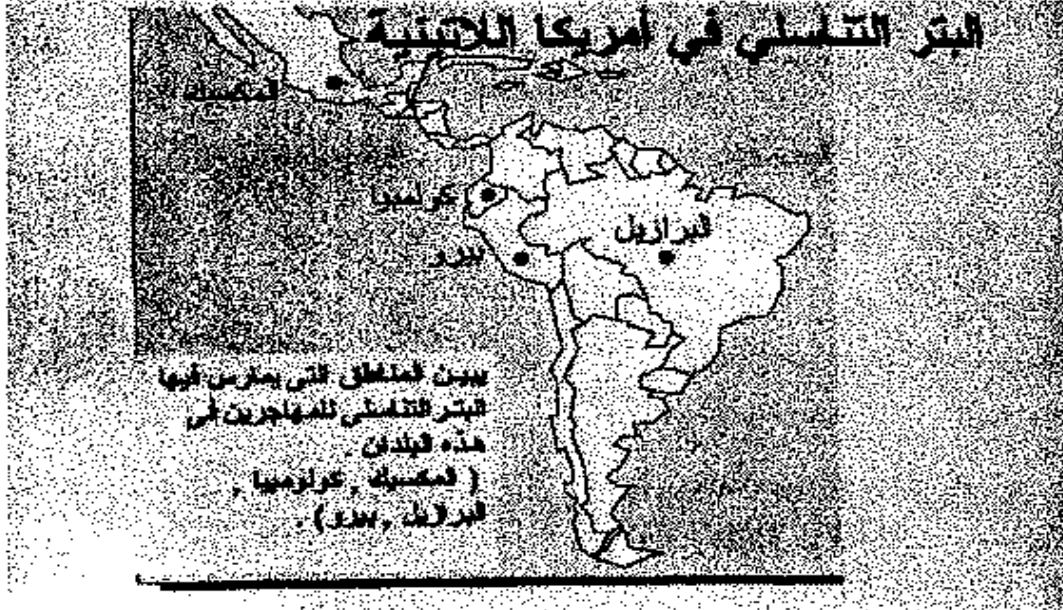 البتر التناسلي في أمريكا اللاتينية
المكسيك
كولمبيا
البرازيل
بيرو
يبين المناطق التي يمارس فيها
البتر التناسلي للمهاجرين في
هذه البلدان .
( المكسيك , كولومبيا ,
البرازيل , بيرو ) .